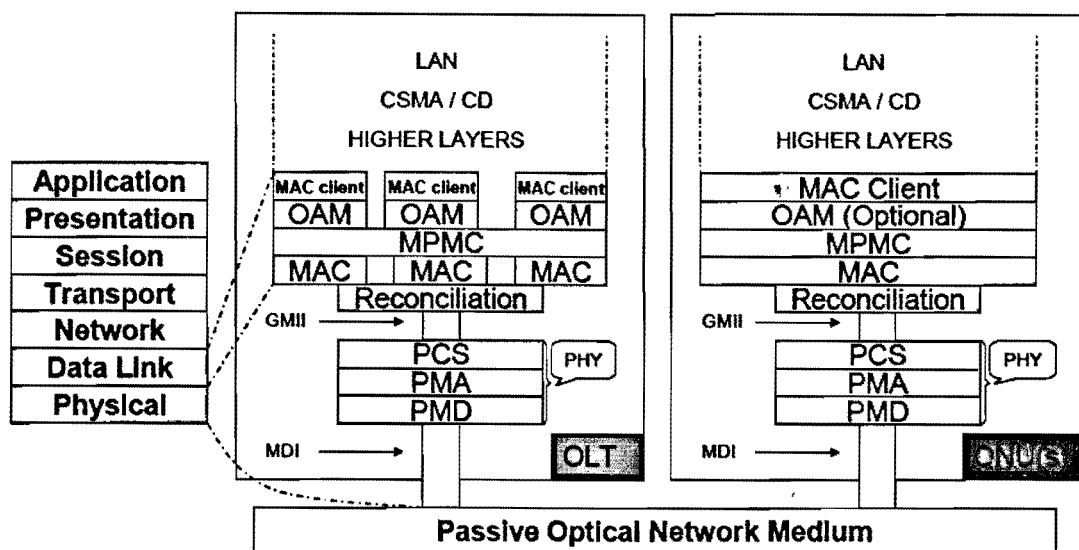 Application
Presentation
Session
Transport
Network
Data Link
Physical
LAN
CSMA / CD
HIGHER LAYERS
MAC client MAC client MAC client
OAM OAM OAM
MPMC
MAC MAC MAC
Reconciliation
GMII
PCS
PMA
PMD
PHY
MDI
OLT
LAN
CSMA / CD
HIGHER LAYERS
MAC Client
OAM (Optional)
MPMC
MAC
Reconciliation
GMII
PCS
PMA
PMD
PHY
MDI
ONU(s)
Passive Optical Network Medium